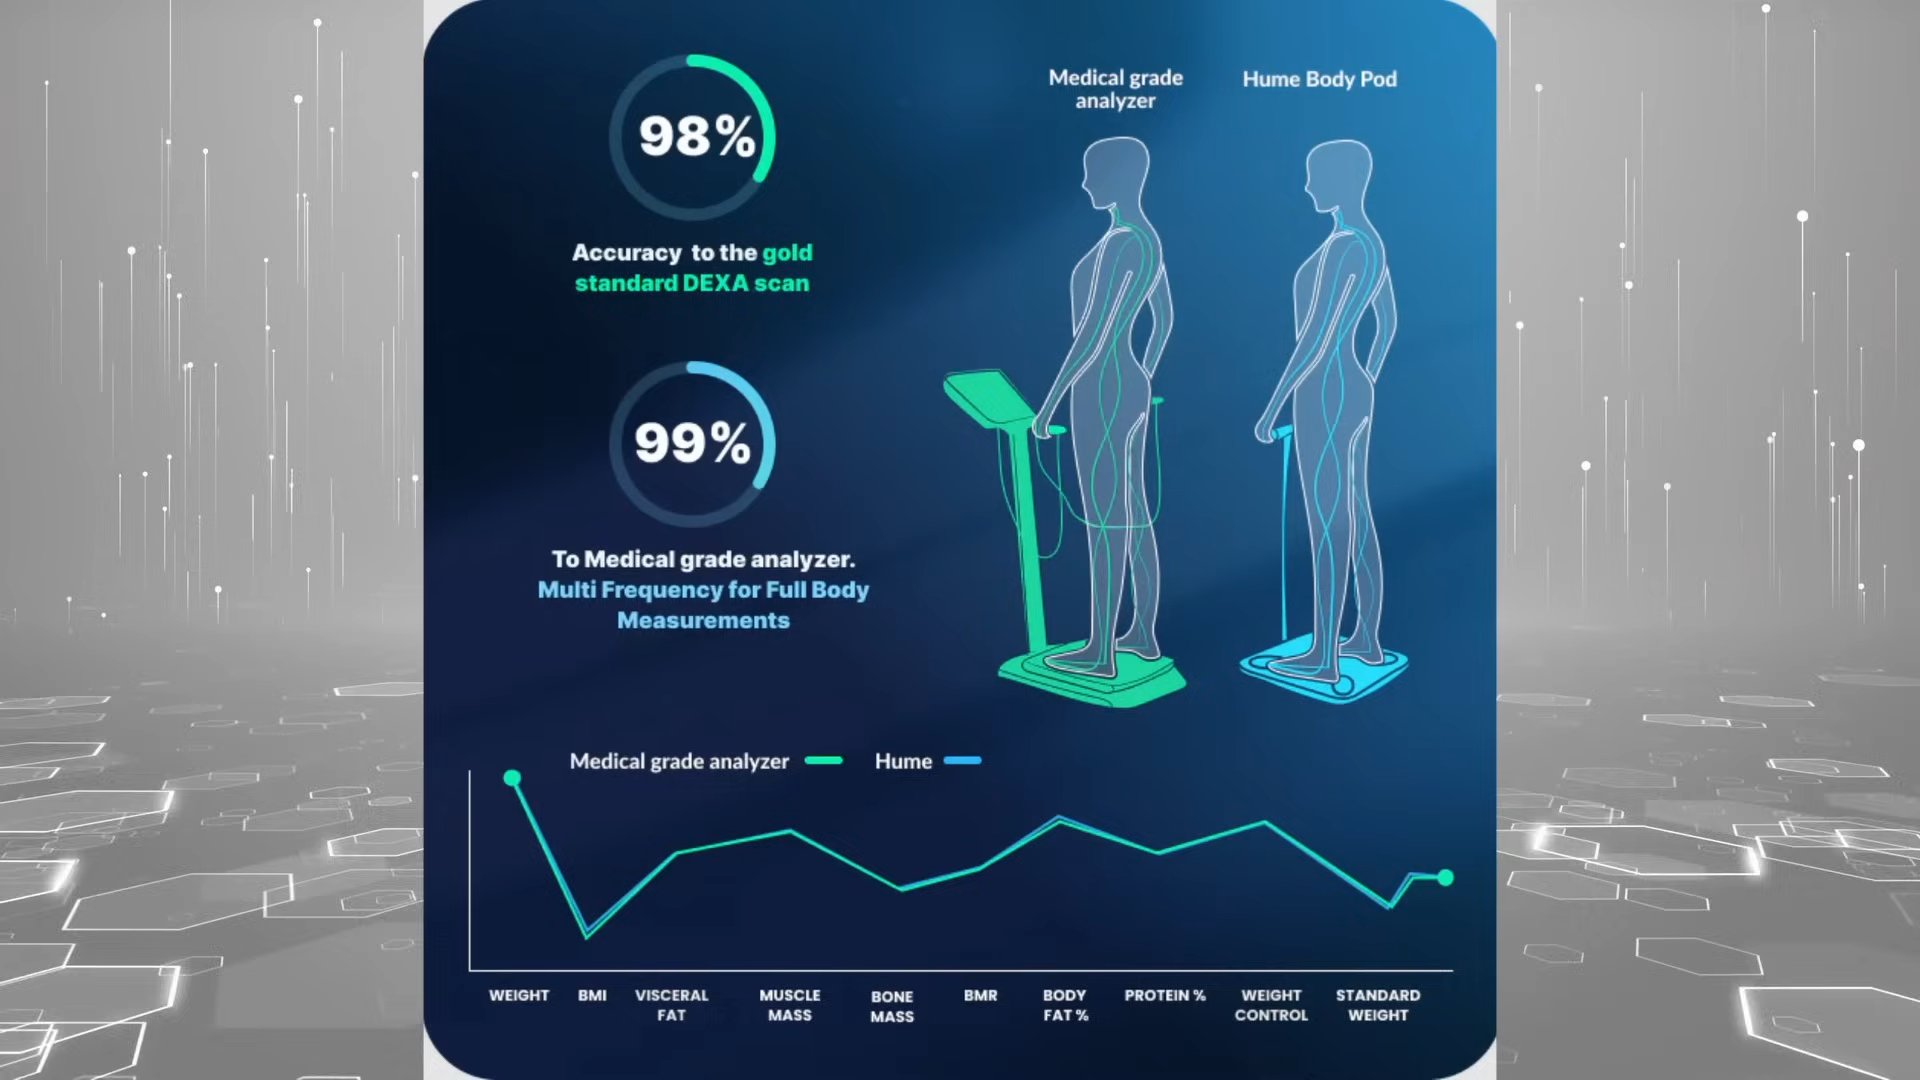 98%
Accuracy to the gold
standard DEXA scan
99%
To Medical grade analyzer.
Multi Frequency for Full Body
Measurements
Medical grade
analyzer
Hume Body Pod
Medical grade analyzer
Hume
WEIGHT
BMI
VISCERAL
FAT
MUSCLE
MASS
BONE
MASS
BMR
BODY
FAT %
PROTEIN %
WEIGHT
CONTROL
STANDARD
WEIGHT